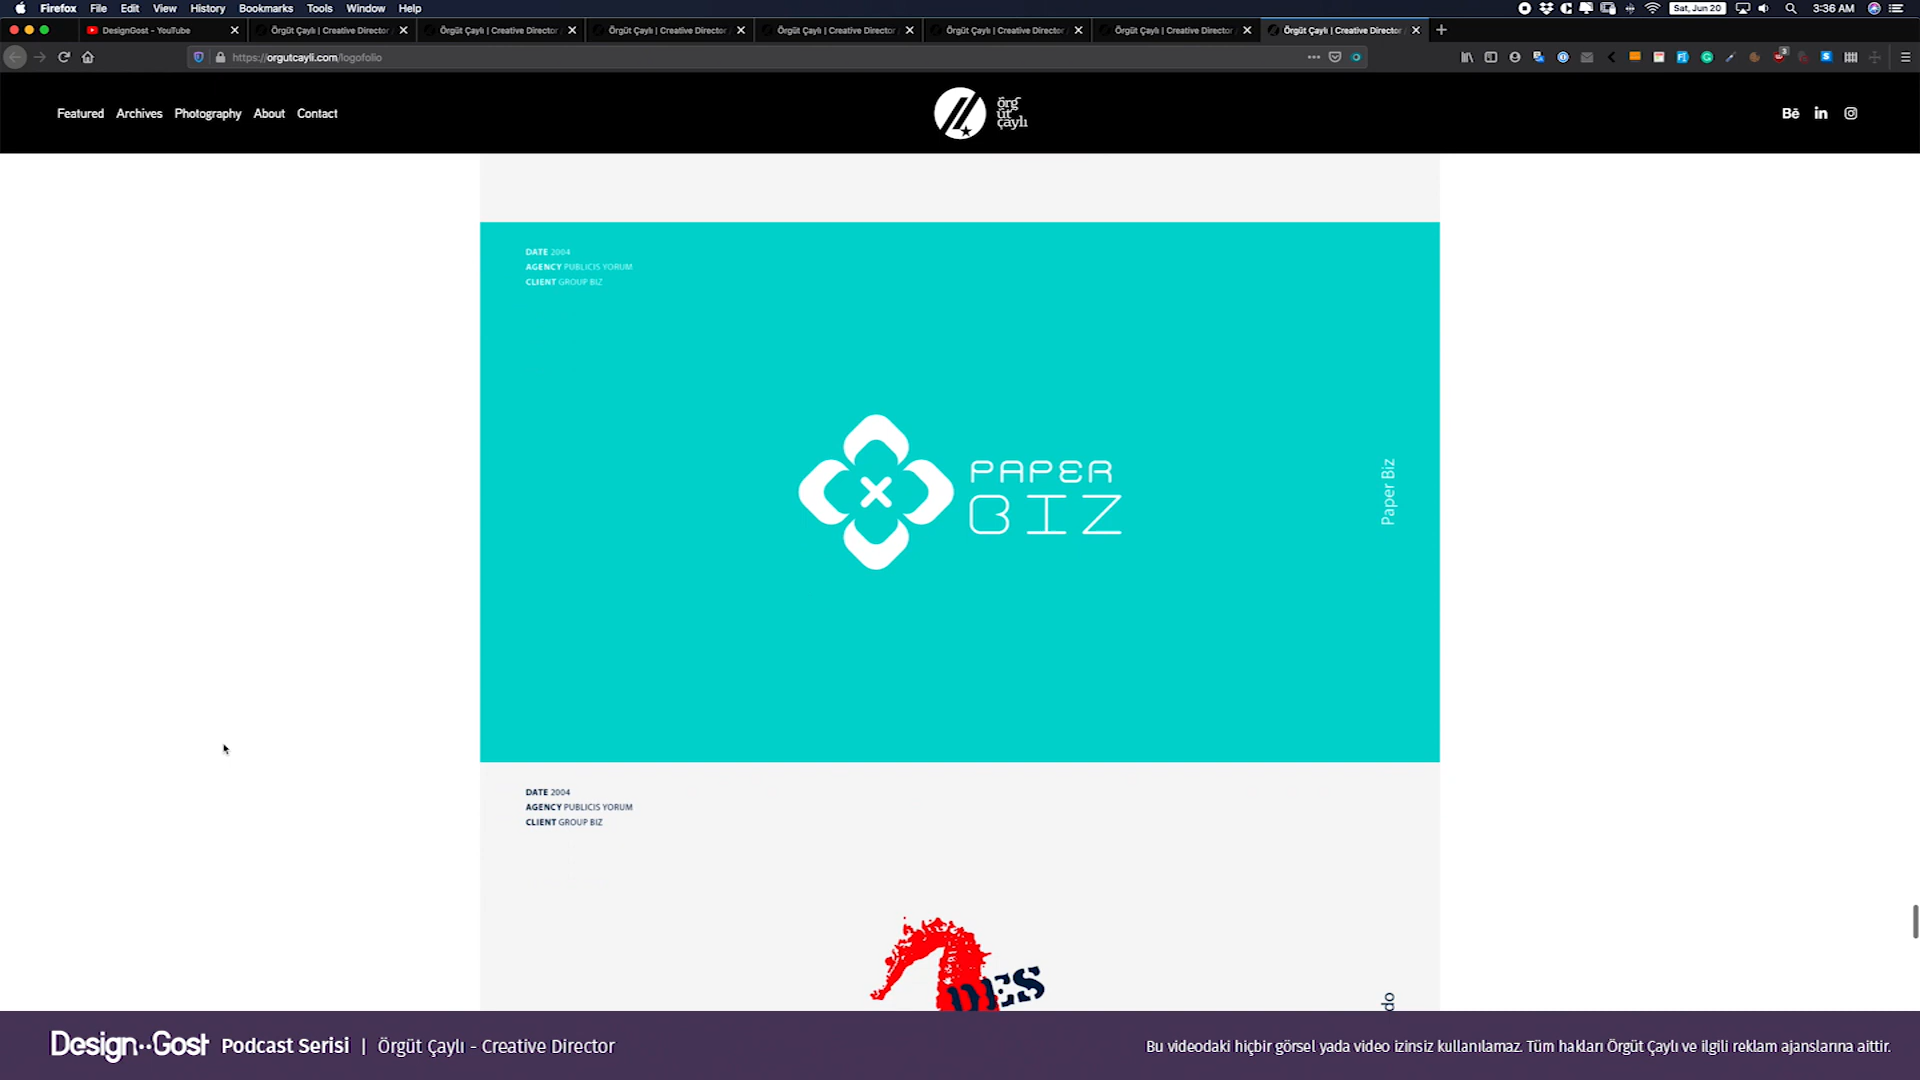 Firefox File Edit View History Bookmarks Tools Window Help
Sat, Jun 20
3:36 AM
DesignGost - YouTube
Örgüt Çaylı | Creative Director
Örgüt Çaylı | Creative Director
Örgüt Çaylı | Creative Director
Örgüt Çaylı | Creative Director
Örgüt Çaylı | Creative Director
Örgüt Çaylı | Creative Director
Örgüt Çaylı | Creative Director
https://orgutcayli.com/logofolio
Featured Archives Photography About Contact
örg
üt
çaylı
Bē in
DATE 2004
AGENCY PUBLICIS YORUM
CLIENT GROUP BIZ
PAPER
BIZ
Paper Biz
DATE 2004
AGENCY PUBLICIS YORUM
CLIENT GROUP BIZ
DES
do
Design··Gost Podcast Serisi | Örgüt Çaylı - Creative Director
Bu videodaki hiçbir görsel yada video izinsiz kullanılamaz. Tüm hakları Örgüt Çaylı ve ilgili reklam ajanslarına aittir.